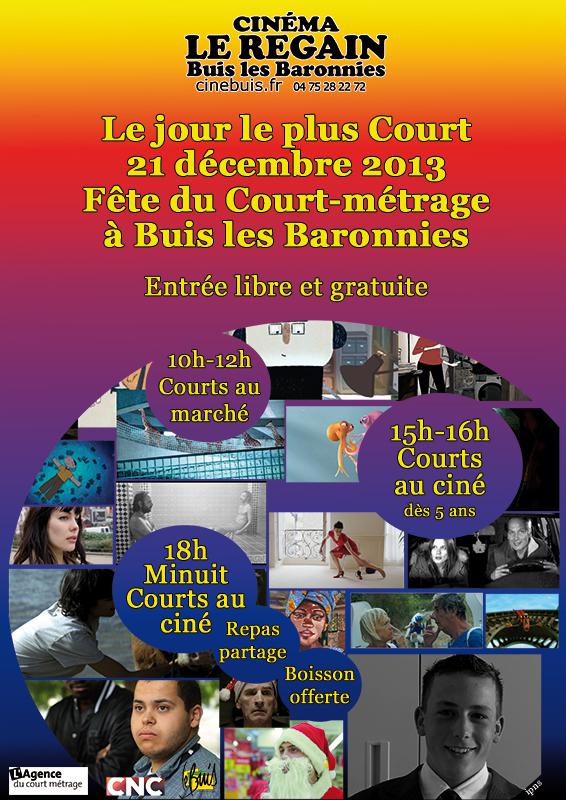 CINÉMA
LE REGAIN
Buis les Baronnies
cinebuis.fr 04 75 28 22 72
Le jour le plus Court
21 décembre 2013
Fête du Court-métrage
à Buis les Baronnies
Entrée libre et gratuite
10h-12h
Courts au
marché
15h-16h
Courts
au ciné
dès 5 ans
18h
Minuit
Courts au
ciné
Repas
partage
Boisson
offerte
L'Agence
du court métrage
CNC
le Buis
ipns